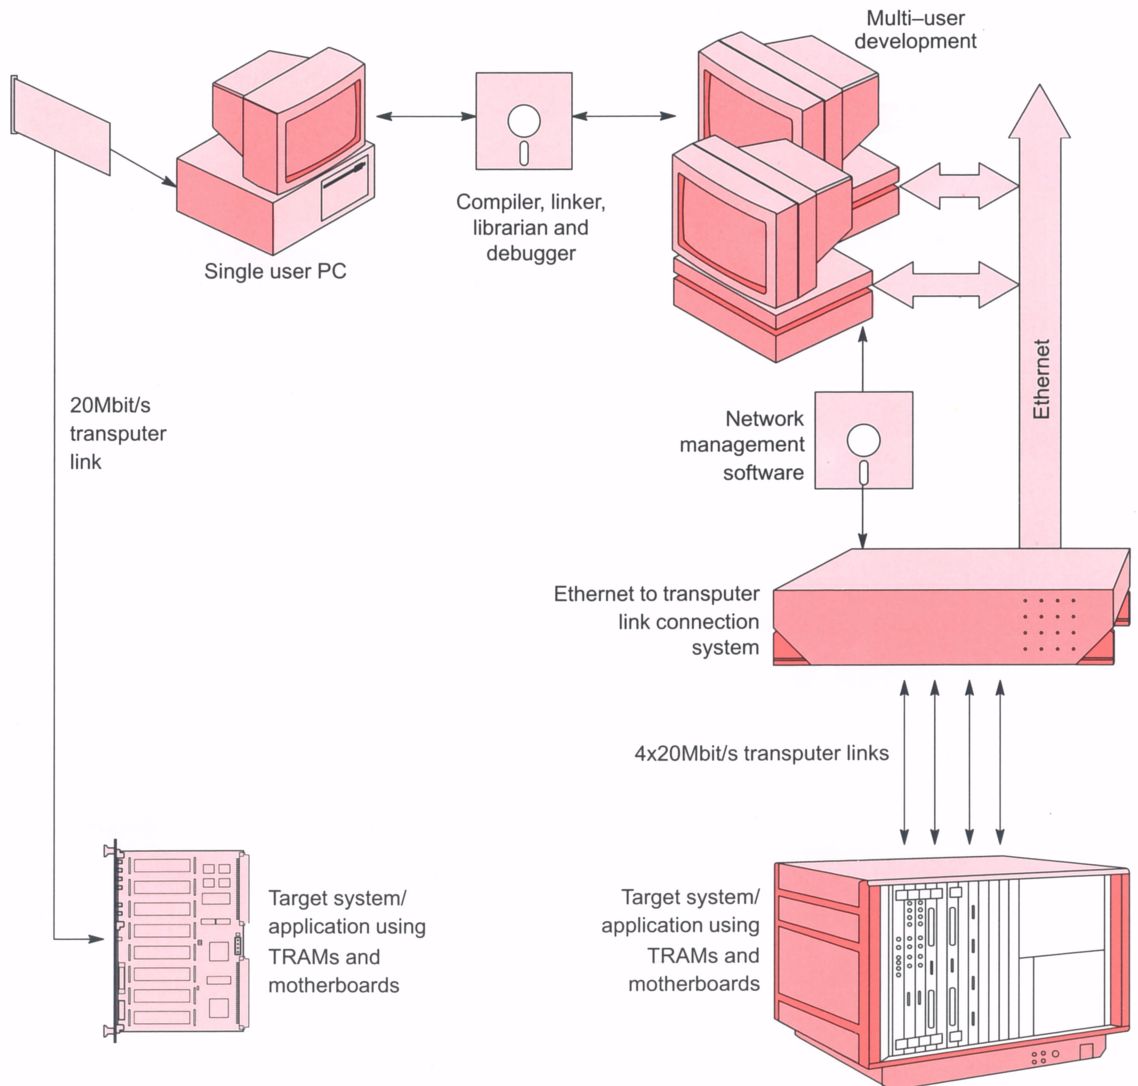 Multi–user
development
Compiler, linker,
librarian and
debugger
Single user PC
20Mbit/s
transputer
link
Network
management
software
Ethernet
Ethernet to transputer
link connection
system
4x20Mbit/s transputer links
Target system/
application using
TRAMs and
motherboards
Target system/
application using
TRAMs and
motherboards